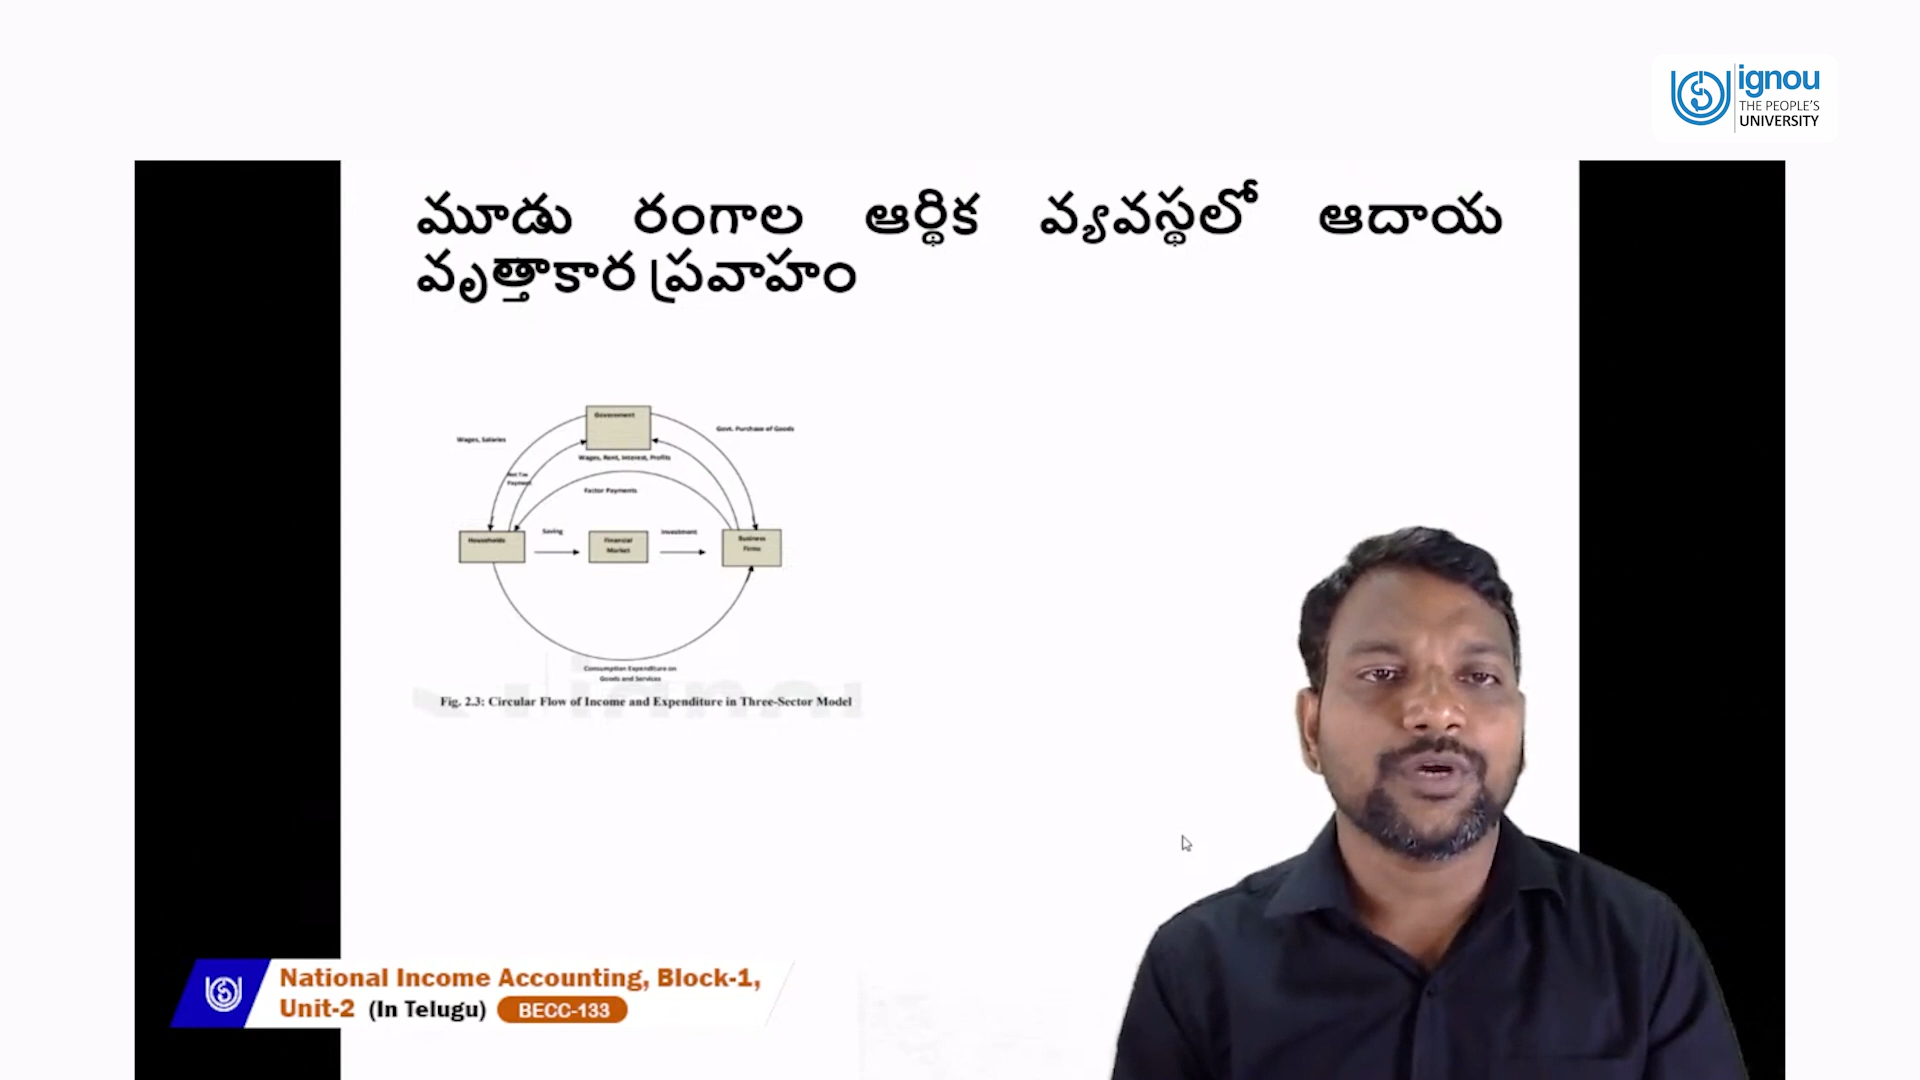 ignou
THE PEOPLE'S
UNIVERSITY
మూడు రంగాల ఆర్థిక వ్యవస్థలో ఆదాయ
వృత్తాకార ప్రవాహం
Government
Govt. Purchase of Goods
Wages, Salaries
Wages, Rent, Interest, Profits
Net Tax
Payment
Factor Payments
Saving
Investment
Households
Financial
Market
Business
Firms
Consumption Expenditure on
Goods and Services
Fig. 2.3: Circular Flow of Income and Expenditure in Three-Sector Model
National Income Accounting, Block-1,
Unit-2 (In Telugu) BECC-133